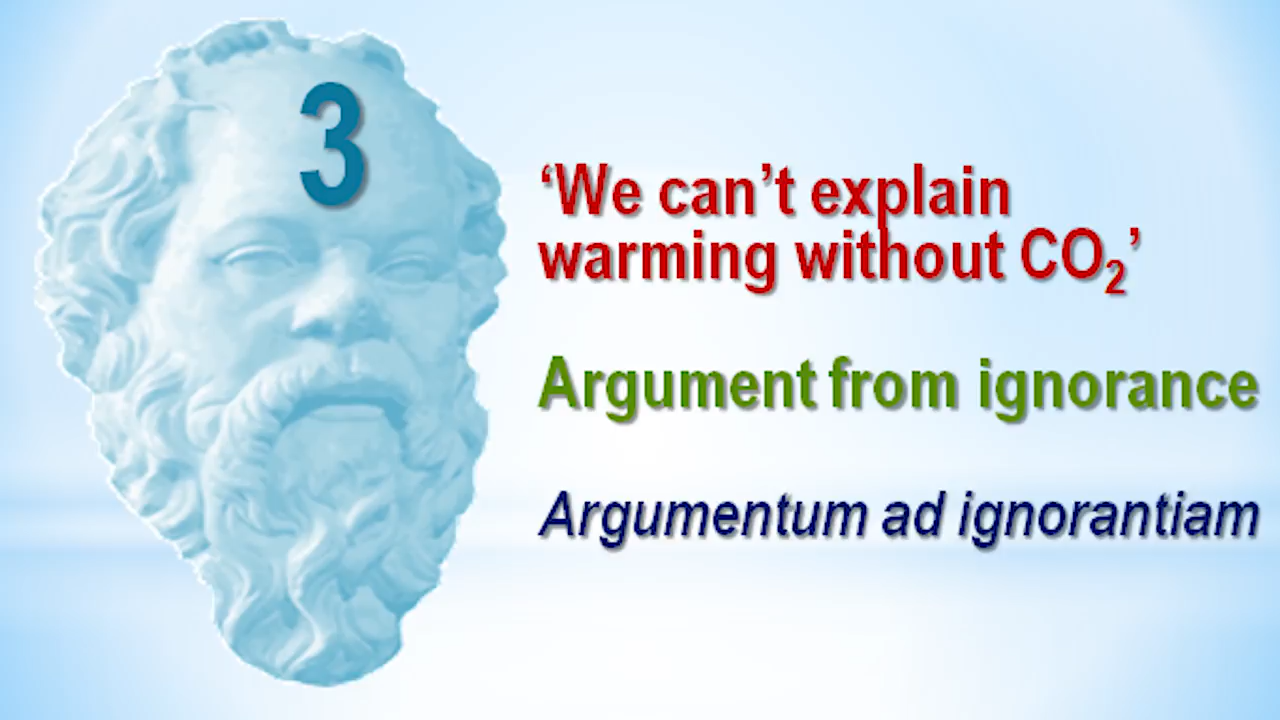 3
‘We can’t explain
warming without CO₂’
Argument from ignorance
Argumentum ad ignorantiam